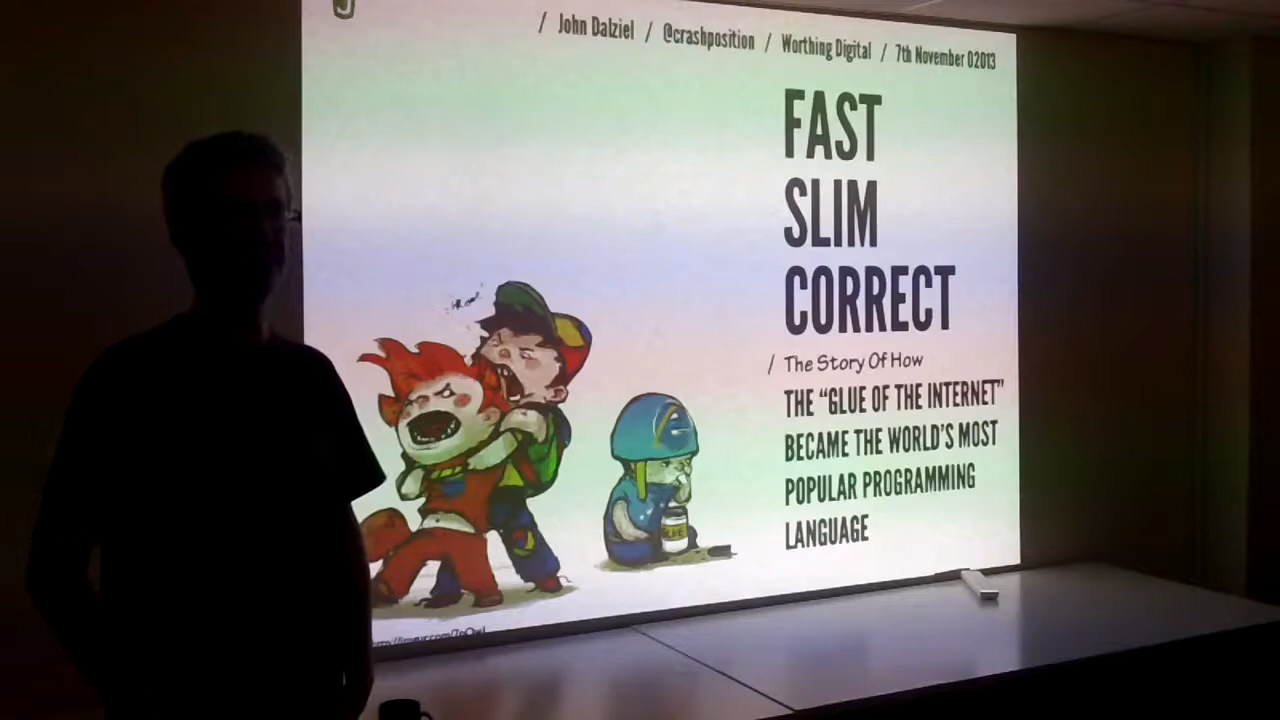 / John Dalziel / @crashposition / Worthing Digital / 7th November 02013
FAST
SLIM
CORRECT
/ The Story Of How
THE “GLUE OF THE INTERNET”
BECAME THE WORLD'S MOST
POPULAR PROGRAMMING
LANGUAGE